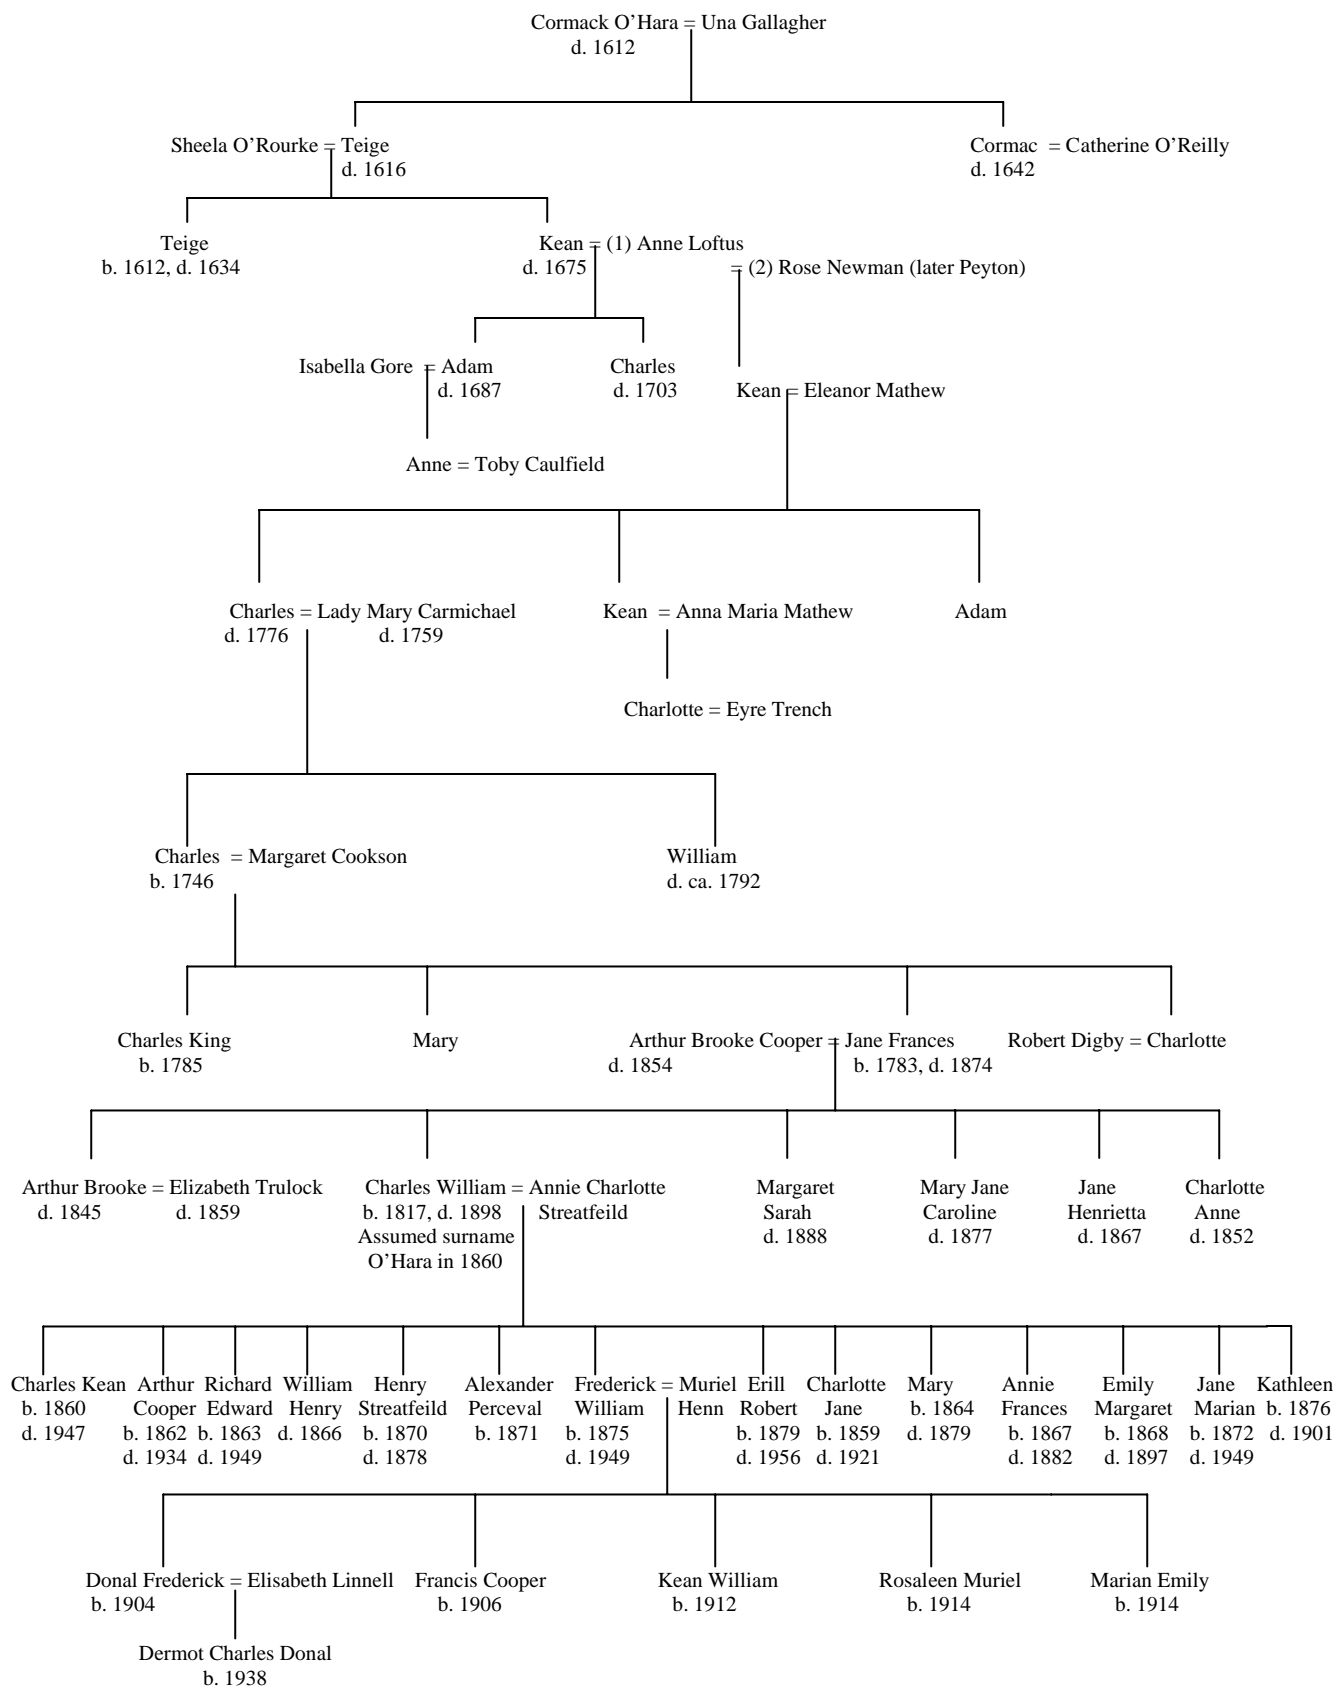 Cormack O’Hara = Una Gallagher
d. 1612
Sheela O’Rourke = Teige
d. 1616
Cormac = Catherine O’Reilly
d. 1642
Teige
b. 1612, d. 1634
Kean = (1) Anne Loftus
d. 1675
= (2) Rose Newman (later Peyton)
Isabella Gore = Adam
d. 1687
Charles
d. 1703
Kean = Eleanor Mathew
Anne = Toby Caulfield
Charles = Lady Mary Carmichael
d. 1776 d. 1759
Kean = Anna Maria Mathew
Adam
Charlotte = Eyre Trench
Charles = Margaret Cookson
b. 1746
William
d. ca. 1792
Charles King
b. 1785
Mary
Arthur Brooke Cooper = Jane Frances
d. 1854 b. 1783, d. 1874
Robert Digby = Charlotte
Arthur Brooke = Elizabeth Trulock
d. 1845 d. 1859
Charles William = Annie Charlotte
b. 1817, d. 1898 Streatfeild
Assumed surname
O’Hara in 1860
Margaret
Sarah
d. 1888
Mary Jane
Caroline
d. 1877
Jane
Henrietta
d. 1867
Charlotte
Anne
d. 1852
Charles Kean
b. 1860
d. 1947
Arthur
Cooper
b. 1862
d. 1934
Richard
Edward
b. 1863
d. 1949
William
Henry
d. 1866
Henry
Streatfeild
b. 1870
d. 1878
Alexander
Perceval
b. 1871
Frederick = Muriel
William Henn
b. 1875
d. 1949
Erill
Robert
b. 1879
d. 1956
Charlotte
Jane
b. 1859
d. 1921
Mary
b. 1864
d. 1879
Annie
Frances
b. 1867
d. 1882
Emily
Margaret
b. 1868
d. 1897
Jane
Marian
b. 1872
d. 1949
Kathleen
b. 1876
d. 1901
Donal Frederick = Elisabeth Linnell
b. 1904
Francis Cooper
b. 1906
Kean William
b. 1912
Rosaleen Muriel
b. 1914
Marian Emily
b. 1914
Dermot Charles Donal
b. 1938